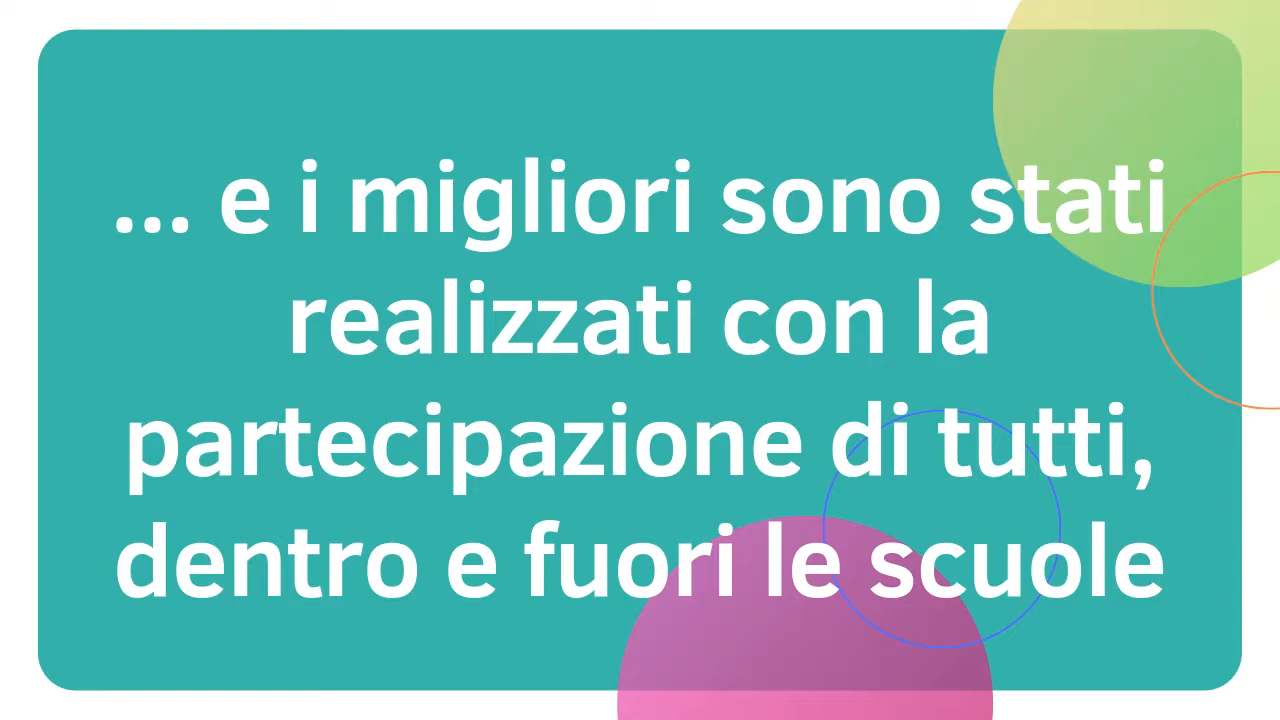 ... e i migliori sono stati
realizzati con la
partecipazione di tutti,
dentro e fuori le scuole